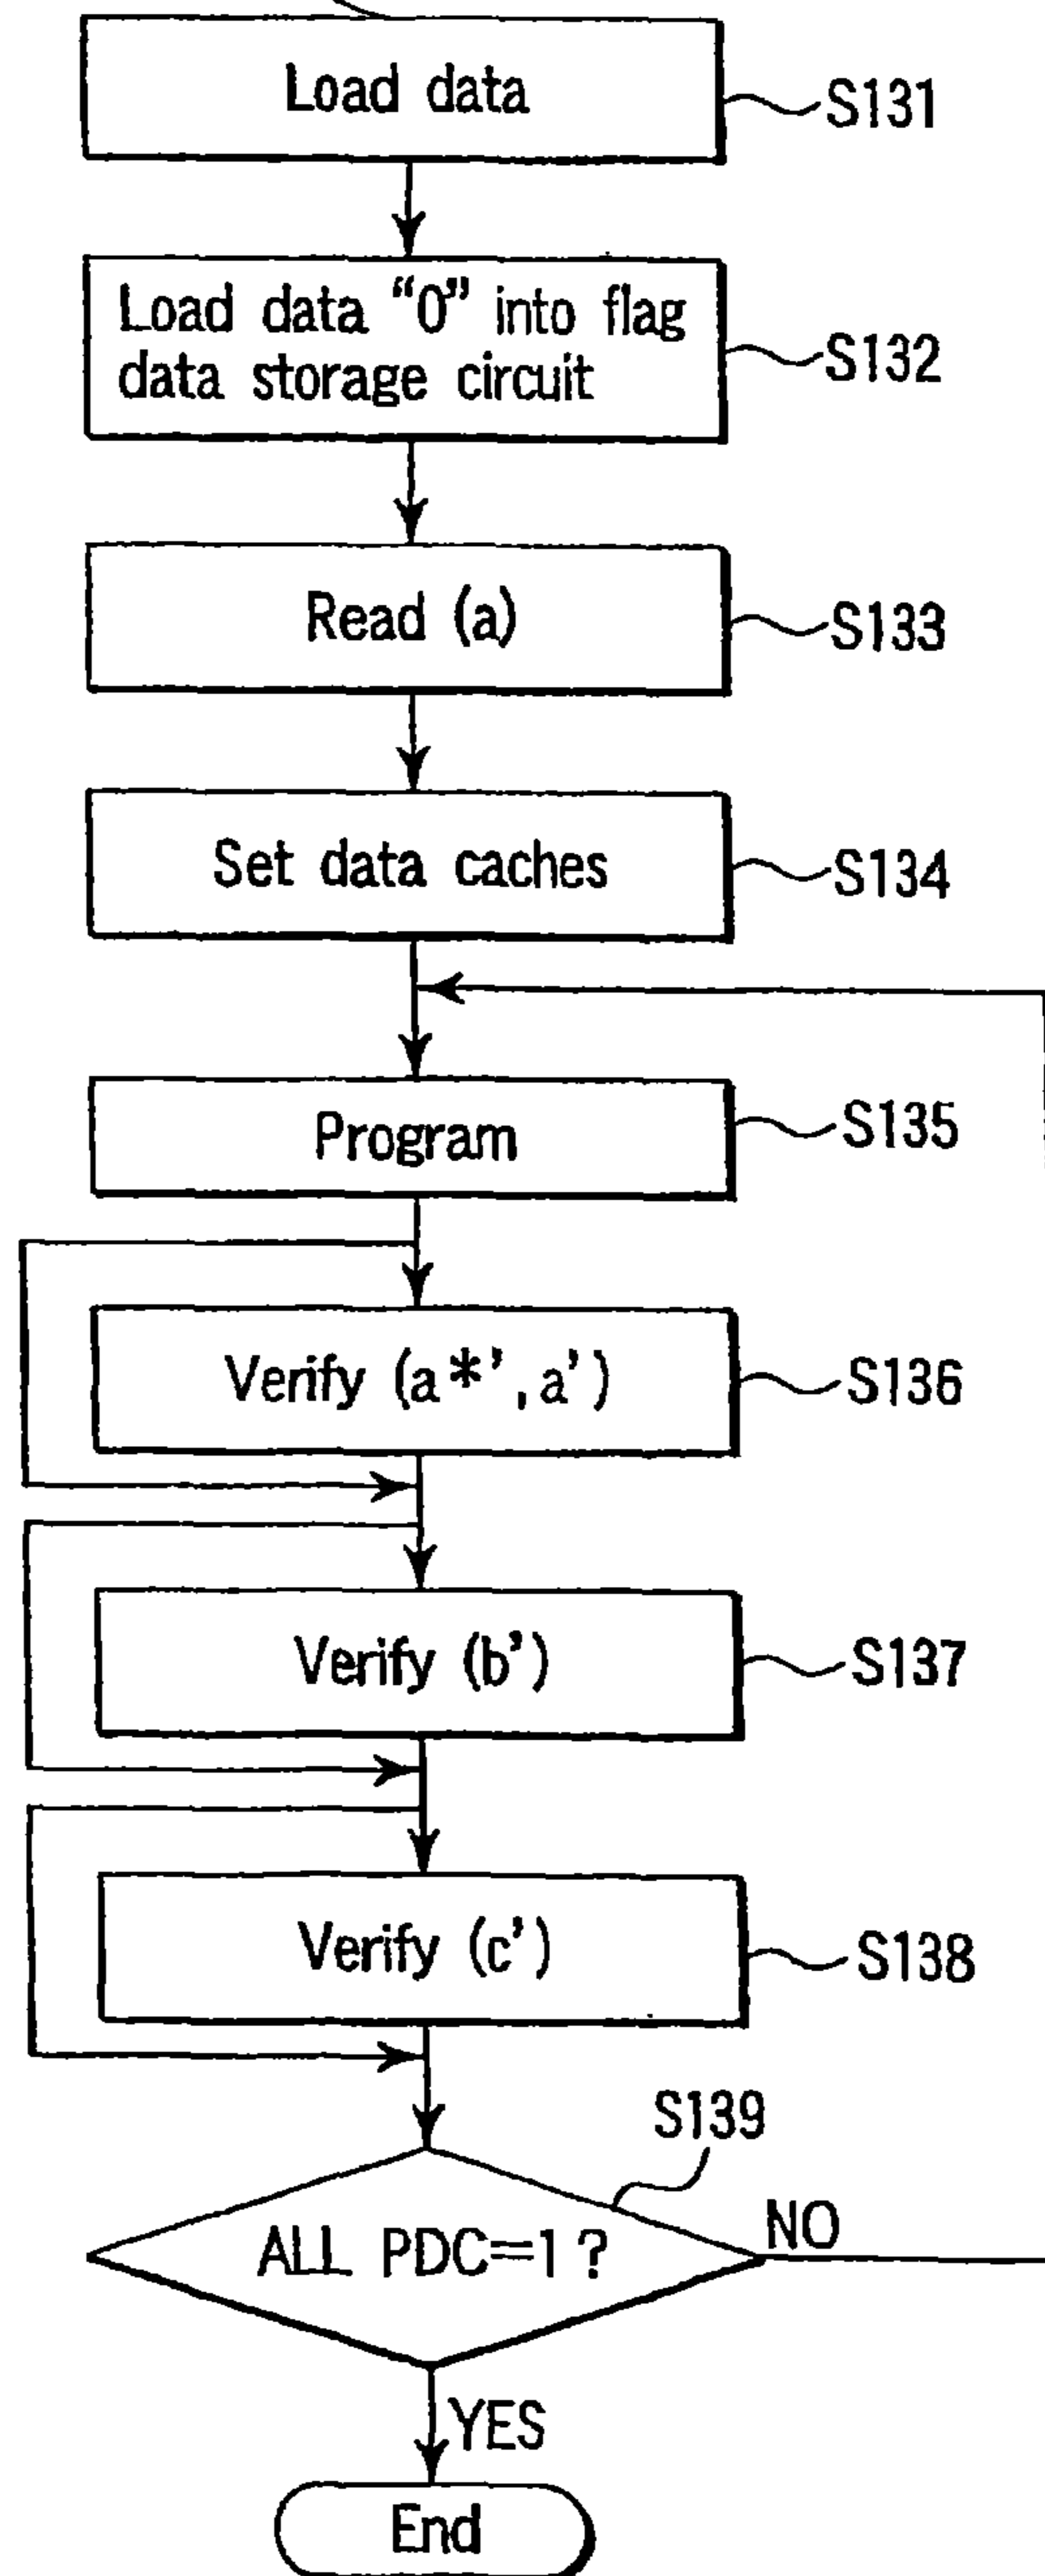 Load data
S131
Load data “0” into flag
data storage circuit
S132
Read (a)
S133
Set data caches
S134
Program
S135
Verify (a*’, a’)
S136
Verify (b’)
S137
Verify (c’)
S138
S139
ALL PDC=1 ?
NO
YES
End